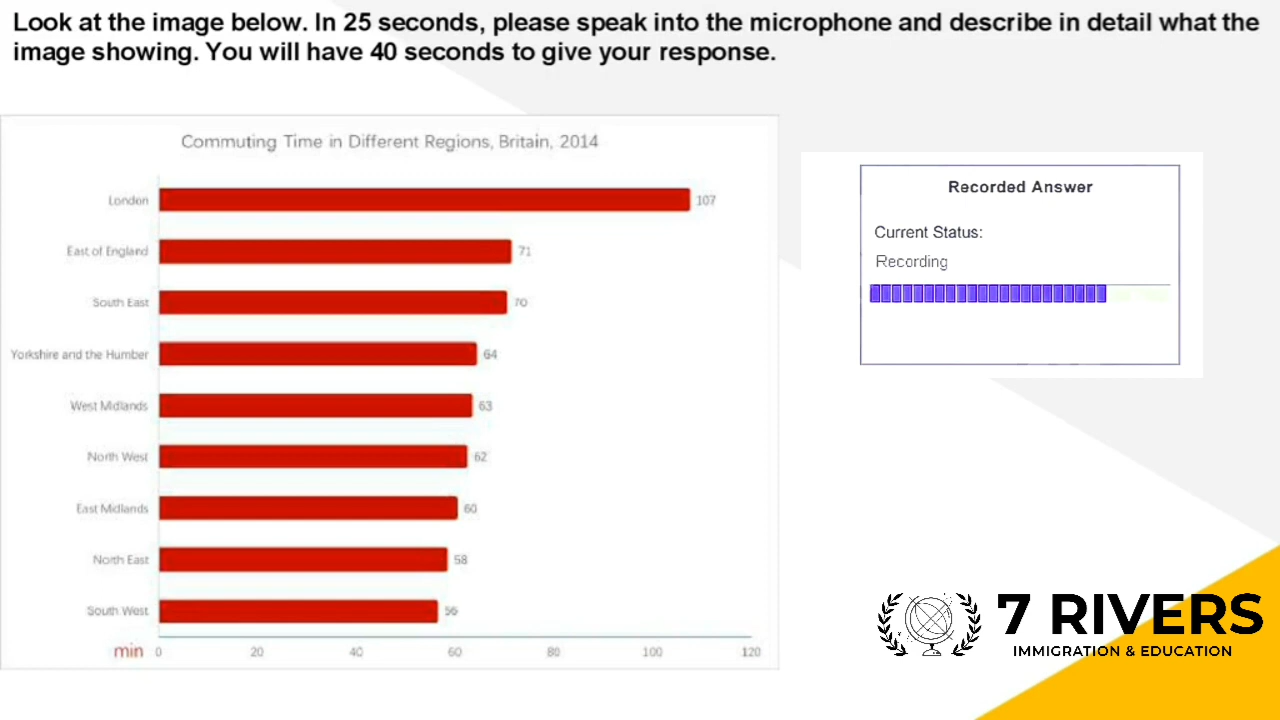 Look at the image below. In 25 seconds, please speak into the microphone and describe in detail what the
image showing. You will have 40 seconds to give your response.
Commuting Time in Different Regions, Britain, 2014
London 107
East of England 71
South East 70
Yorkshire and the Humber 64
West Midlands 63
North West 62
East Midlands 60
North East 58
South West 56
min 0 20 40 60 80 100 120
Recorded Answer
Current Status:
Recording
7 RIVERS
IMMIGRATION & EDUCATION